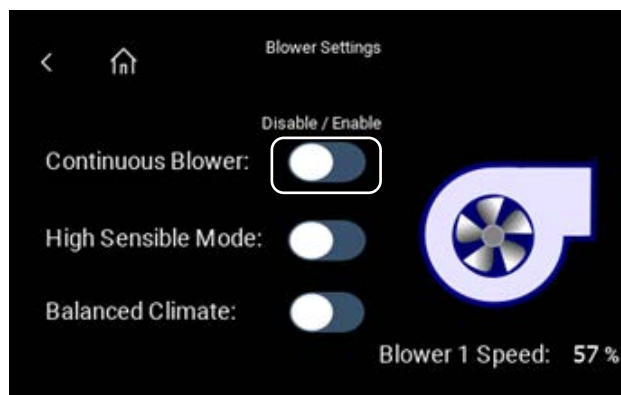 Blower Settings
Disable / Enable
Continuous Blower:
High Sensible Mode:
Balanced Climate:
Blower 1 Speed: 57 %